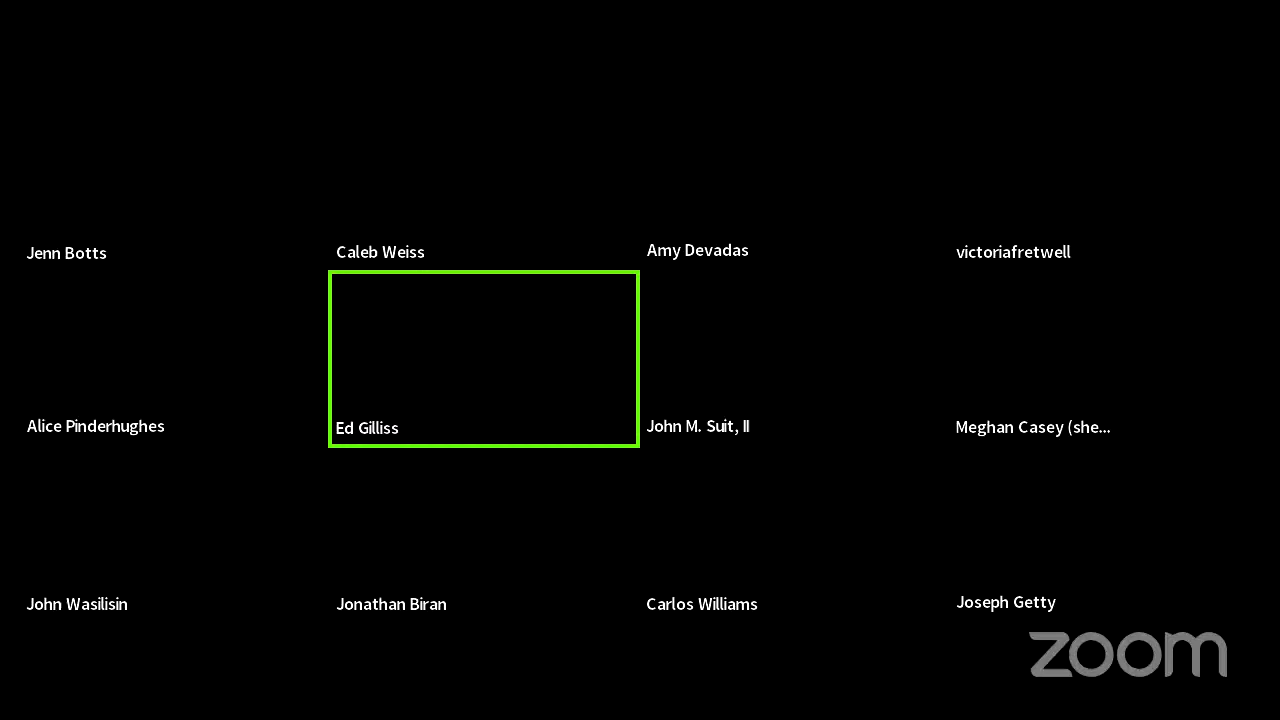 Jenn Botts
Caleb Weiss
Amy Devadas
victoriafretwell
Alice Pinderhughes
Ed Gilliss
John M. Suit, II
Meghan Casey (she...
John Wasilisin
Jonathan Biran
Carlos Williams
Joseph Getty
zoom